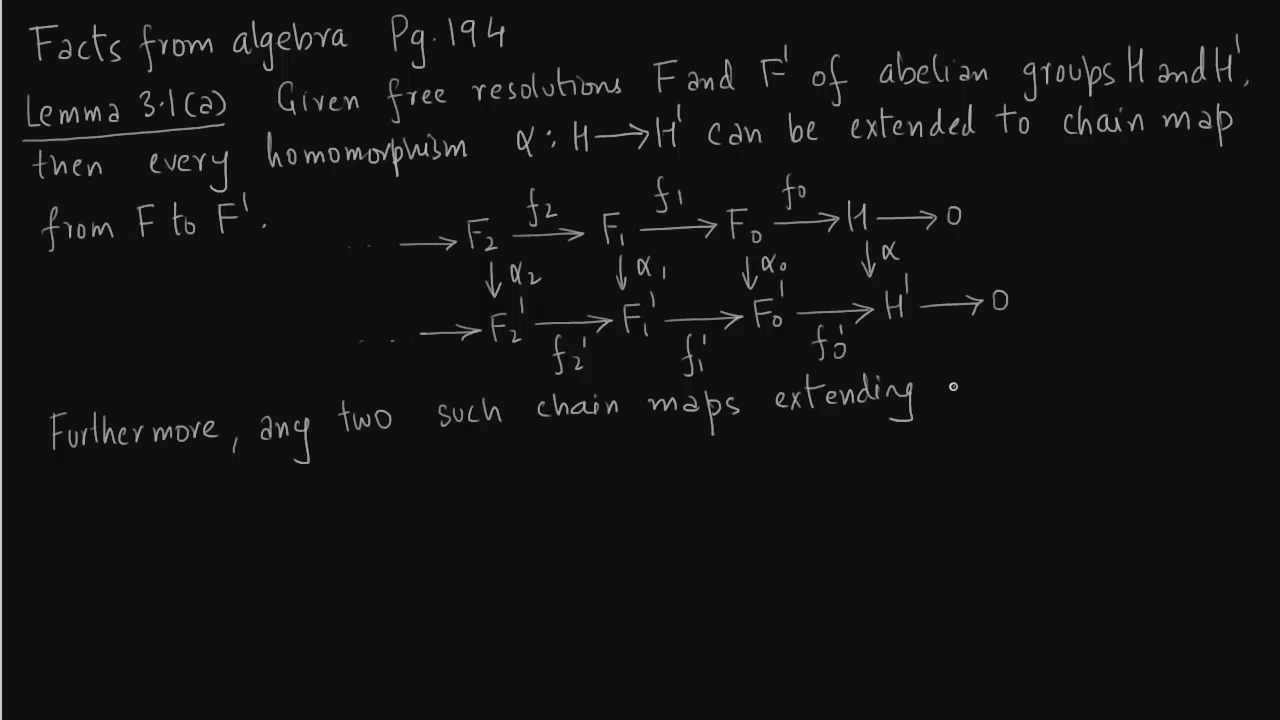 Facts from algebra Pg. 194
Lemma 3.1(a) Given free resolutions F and F' of abelian groups H and H',
then every homomorphism α : H ⟶ H' can be extended to chain map
from F to F'.
... ⟶ F₂ ⟶ F₁ ⟶ F₀ ⟶ H ⟶ 0
f₂ f₁ f₀
↓ α₂ ↓ α₁ ↓ α₀ ↓ α
... ⟶ F₂' ⟶ F₁' ⟶ F₀' ⟶ H' ⟶ 0
f₂' f₁' f₀'
Furthermore, any two such chain maps extending